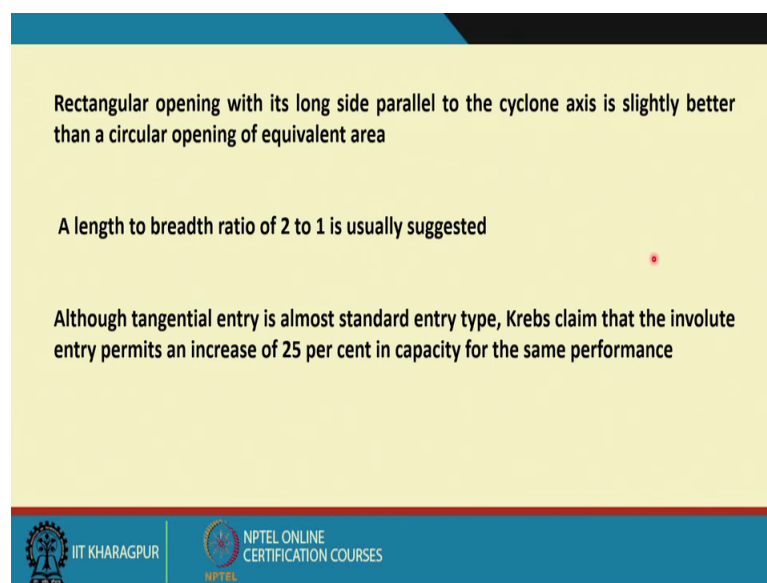 Rectangular opening with its long side parallel to the cyclone axis is slightly better
than a circular opening of equivalent area
A length to breadth ratio of 2 to 1 is usually suggested
Although tangential entry is almost standard entry type, Krebs claim that the involute
entry permits an increase of 25 per cent in capacity for the same performance
IIT KHARAGPUR
NPTEL
NPTEL ONLINE
CERTIFICATION COURSES